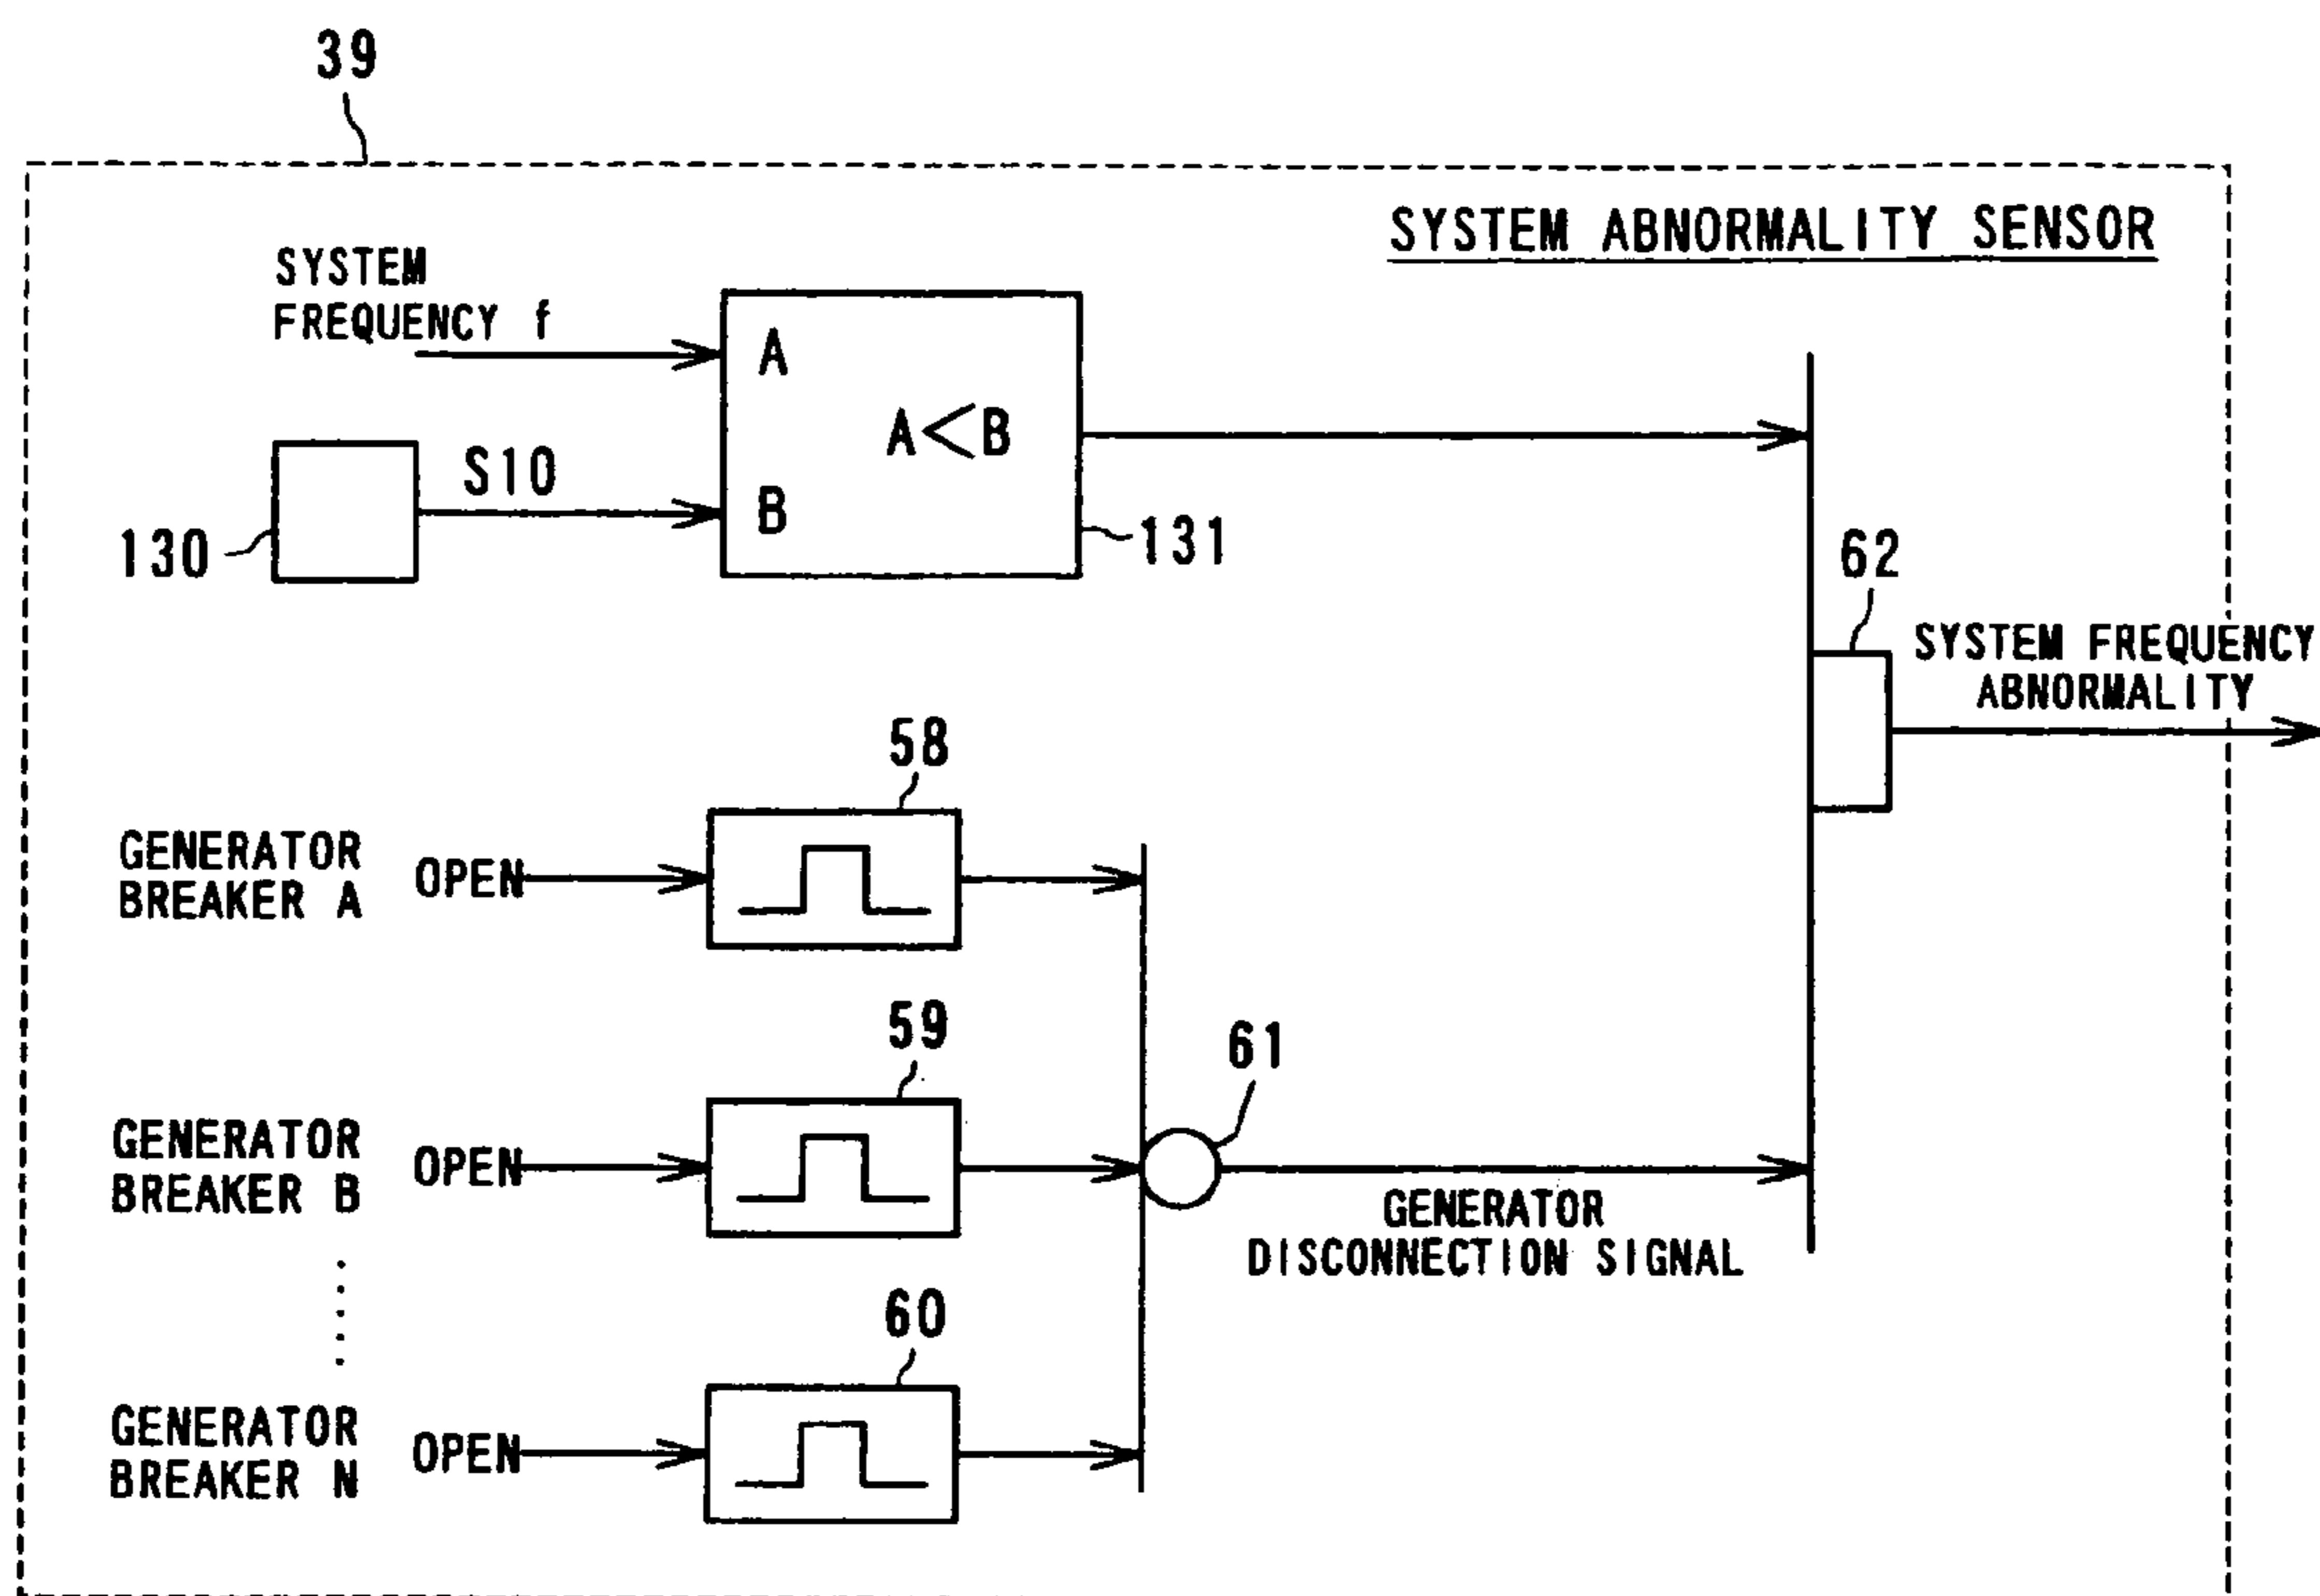 39
SYSTEM ABNORMALITY SENSOR
SYSTEM
FREQUENCY f
A
A<B
S10
B
130
131
62
SYSTEM FREQUENCY
ABNORMALITY
58
GENERATOR
BREAKER A
OPEN
59
61
GENERATOR
BREAKER B
OPEN
GENERATOR
DISCONNECTION SIGNAL
60
GENERATOR
BREAKER N
OPEN